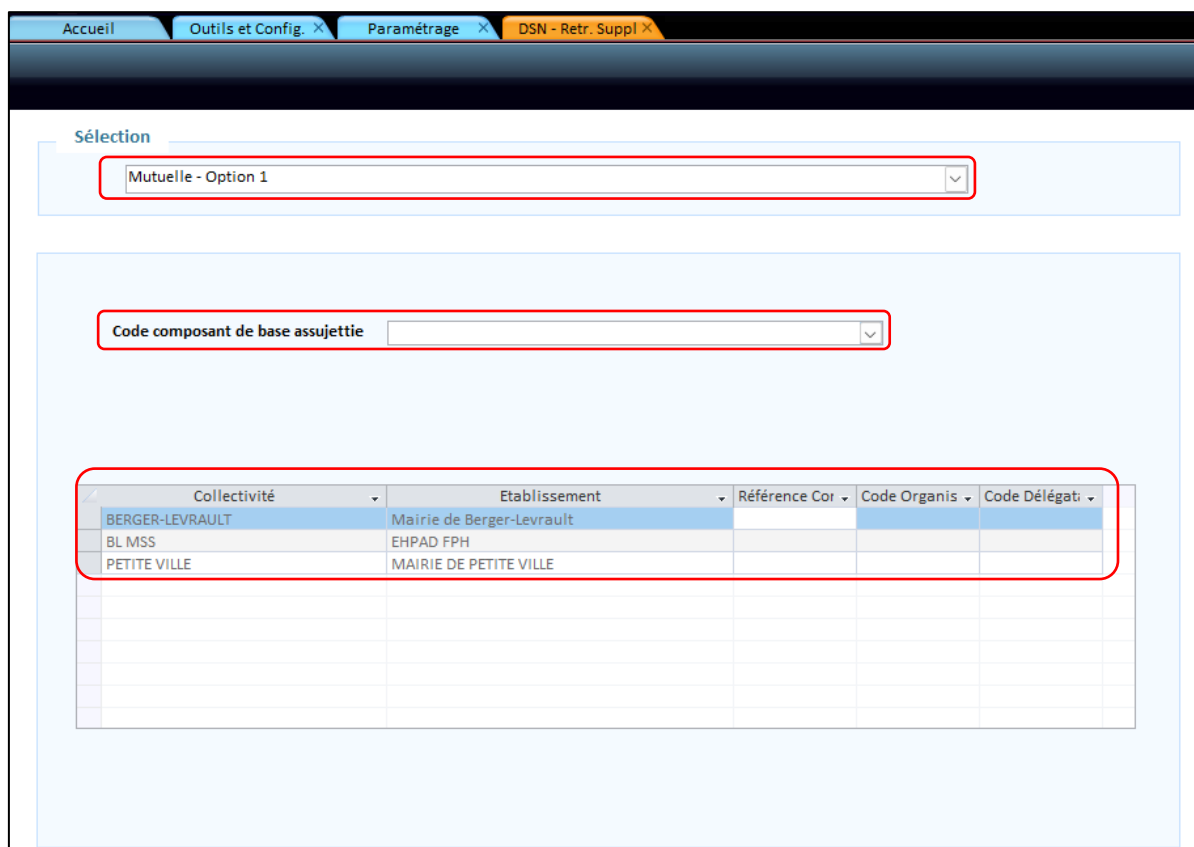 Accueil Outils et Config. Paramétrage DSN - Retr. Suppl
Sélection
Mutuelle - Option 1
Code composant de base assujettie
Collectivité Etablissement Référence Cor Code Organis Code Délégat
BERGER-LEVRAULT Mairie de Berger-Levrault
BL MSS EHPAD FPH
PETITE VILLE MAIRIE DE PETITE VILLE